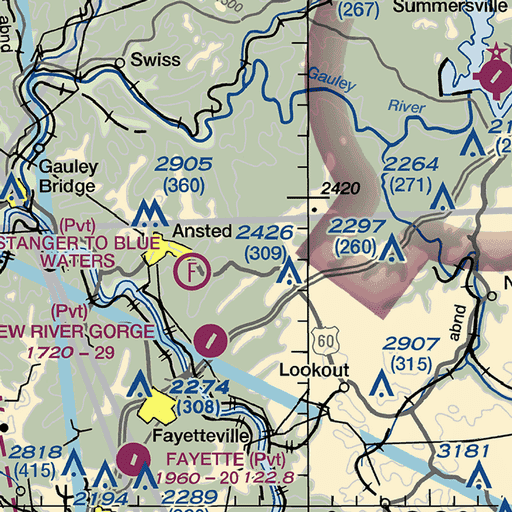 (267)
Summersville
abnd
Swiss
300
Gauley
River
Gauley
Bridge
2905
(360)
2264
(271)
2420
(Pvt)
STANGER TO BLUE
WATERS
Ansted
2426
(309)
2297
(260)
F
(Pvt)
EW RIVER GORGE
1720 - 29
60
abnd
N
2907
(315)
Lookout
2274
(308)
Fayetteville
2818
(415)
FAYETTE (Pvt)
1960 - 20 122.8
3181
2194
2289